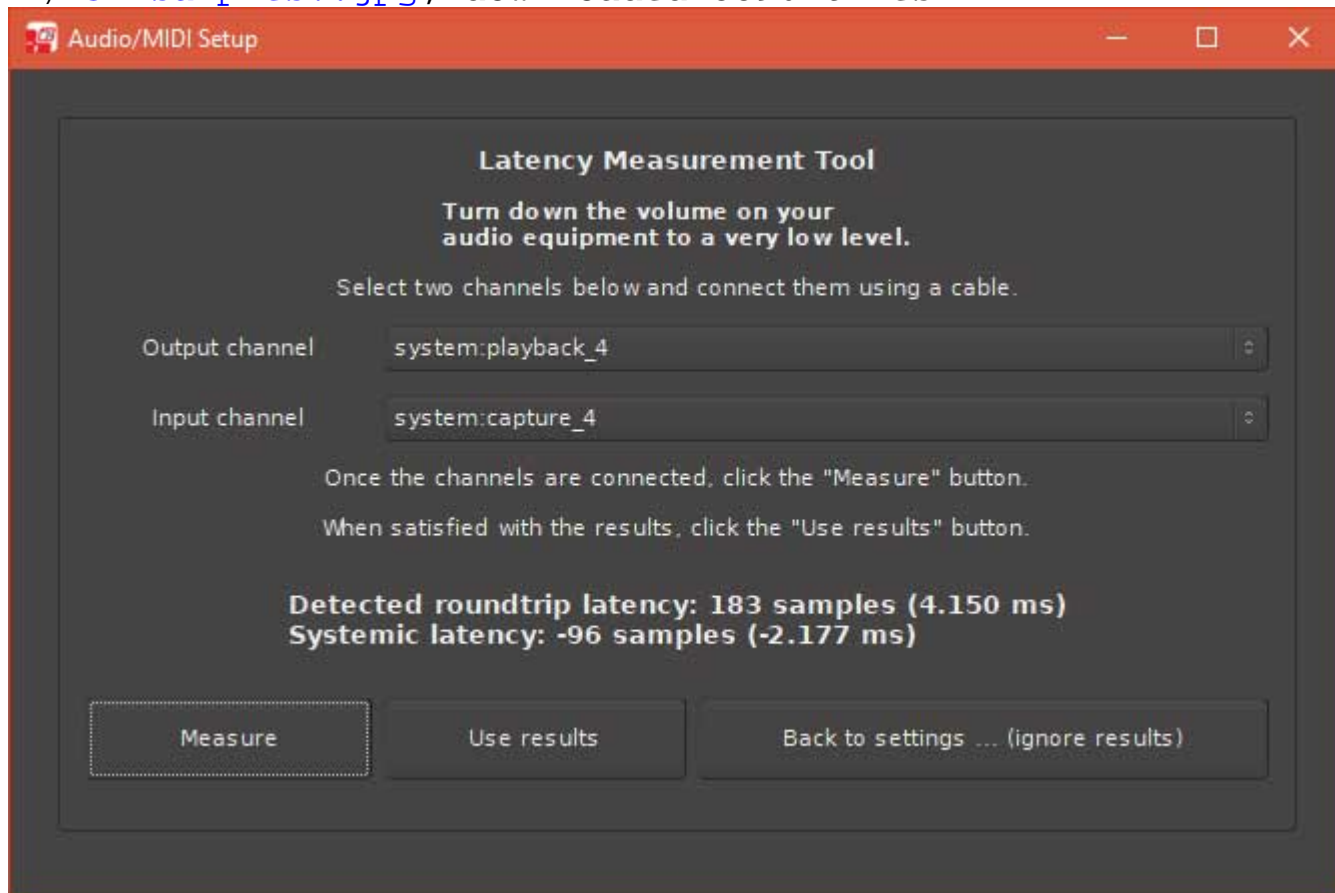 Audio/MIDI Setup
Latency Measurement Tool
Turn down the volume on your
audio equipment to a very low level.
Select two channels below and connect them using a cable.
Output channel system:playback_4
Input channel system:capture_4
Once the channels are connected, click the "Measure" button.
When satisfied with the results, click the "Use results" button.
Detected roundtrip latency: 183 samples (4.150 ms)
Systemic latency: -96 samples (-2.177 ms)
Measure Use results Back to settings ... (ignore results)